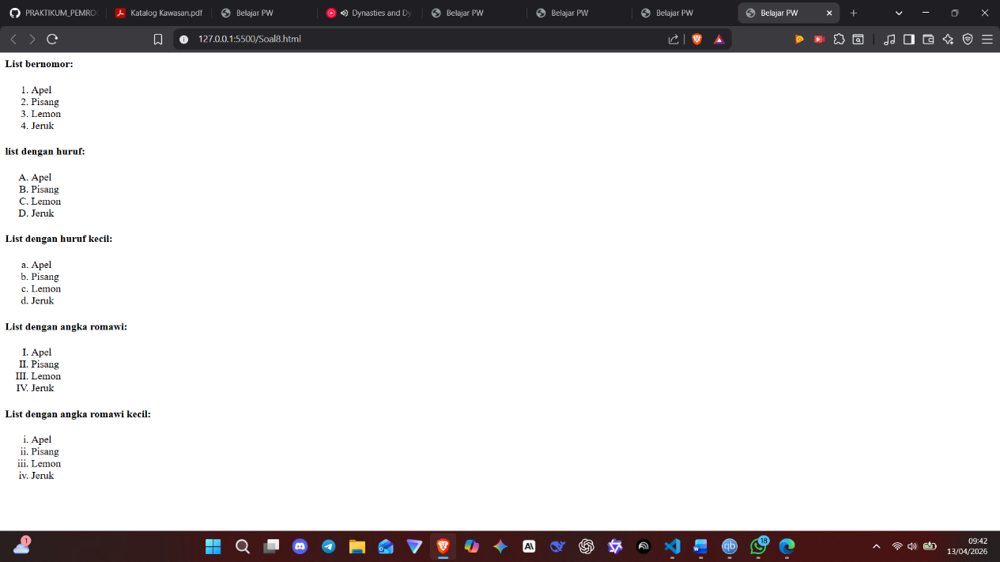 PRAKTIKUM_PEMRO
Katalog Kawasan.pdf
Belajar PW
Dynasties and Dy
Belajar PW
Belajar PW
Belajar PW
Belajar PW
127.0.0.1:5500/Soal8.html
List bernomor:
1. Apel
2. Pisang
3. Lemon
4. Jeruk
list dengan huruf:
A. Apel
B. Pisang
C. Lemon
D. Jeruk
List dengan huruf kecil:
a. Apel
b. Pisang
c. Lemon
d. Jeruk
List dengan angka romawi:
I. Apel
II. Pisang
III. Lemon
IV. Jeruk
List dengan angka romawi kecil:
i. Apel
ii. Pisang
iii. Lemon
iv. Jeruk
1
AI
qb
18
09:42
13/04/2026